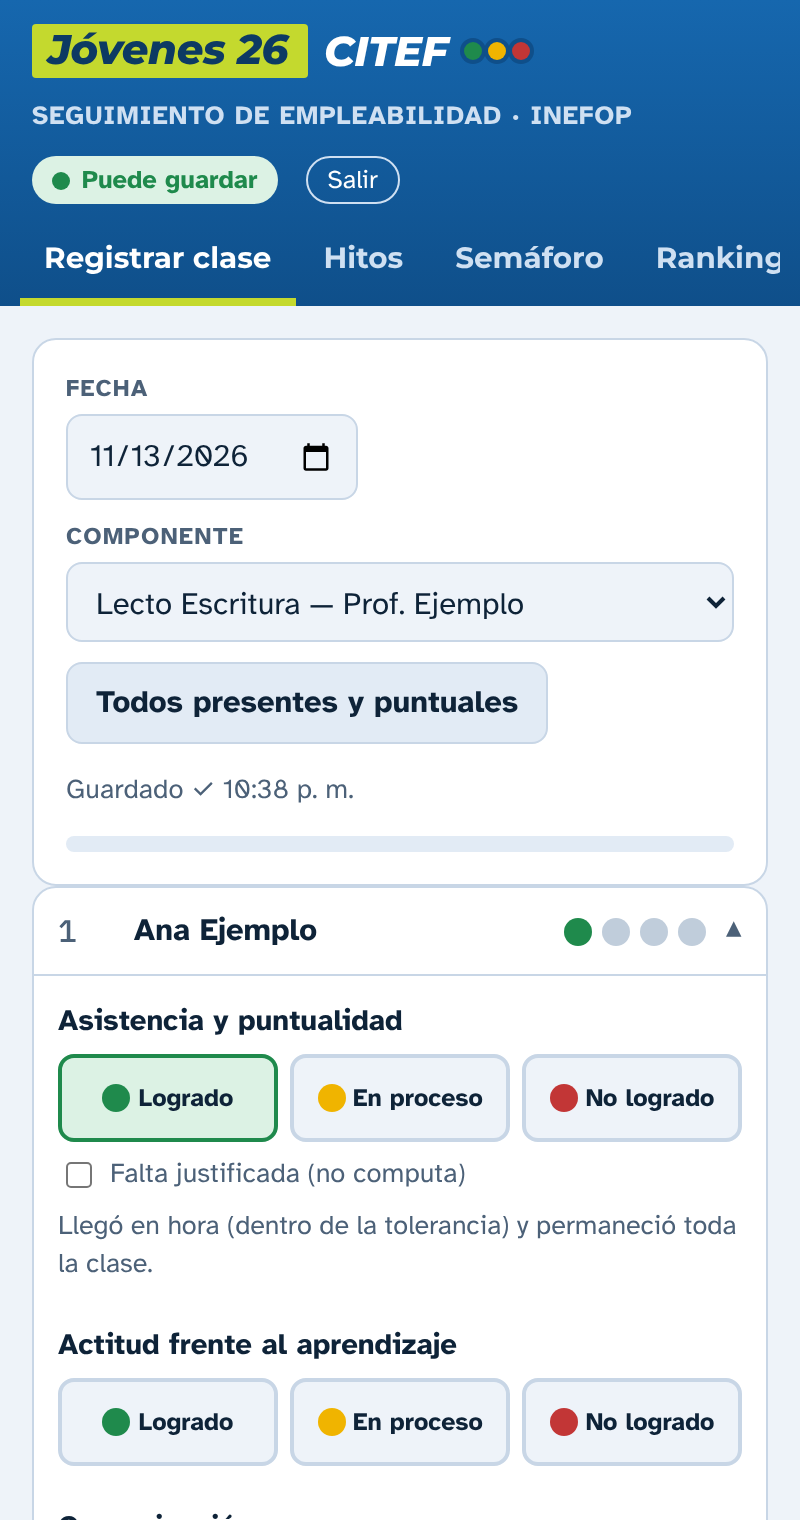 Jóvenes 26 CITEF
SEGUIMIENTO DE EMPLEABILIDAD · INEFOP
Puede guardar Salir
Registrar clase Hitos Semáforo Ranking
FECHA
11/13/2026
COMPONENTE
Lecto Escritura — Prof. Ejemplo
Todos presentes y puntuales
Guardado ✓ 10:38 p. m.
1 Ana Ejemplo ▲
Asistencia y puntualidad
Logrado En proceso No logrado
Falta justificada (no computa)
Llegó en hora (dentro de la tolerancia) y permaneció toda
la clase.
Actitud frente al aprendizaje
Logrado En proceso No logrado